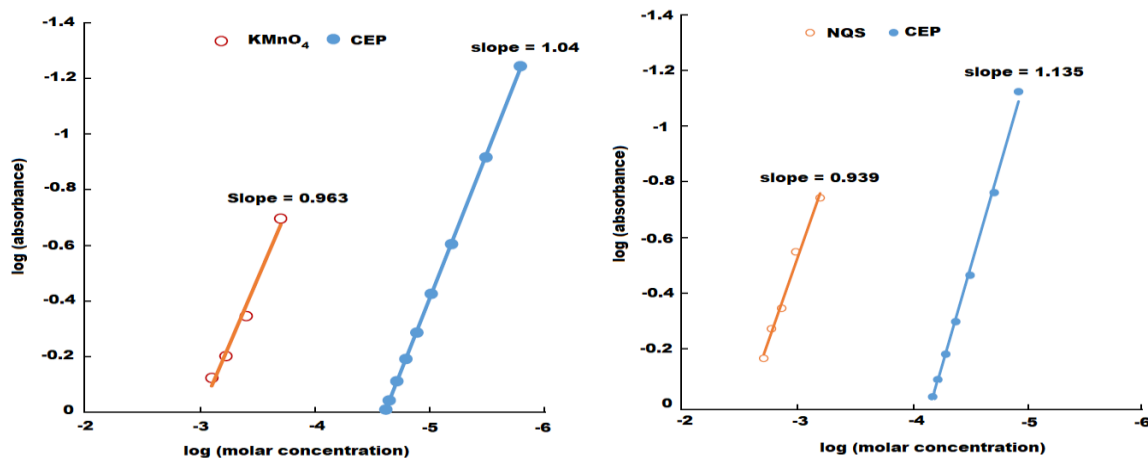 -1.4
KMnO₄ CEP
slope = 1.04
-1.2
-1
-0.8
Slope = 0.963
-0.6
-0.4
-0.2
0
-2 -3 -4 -5 -6
log (absorbance)
log (molar concentration)
-1.4
NQS CEP
-1.2
slope = 1.135
-1.0
-0.8
slope = 0.939
-0.6
-0.4
-0.2
0
-2 -3 -4 -5 -6
log (absorbance)
log (molar concentration)